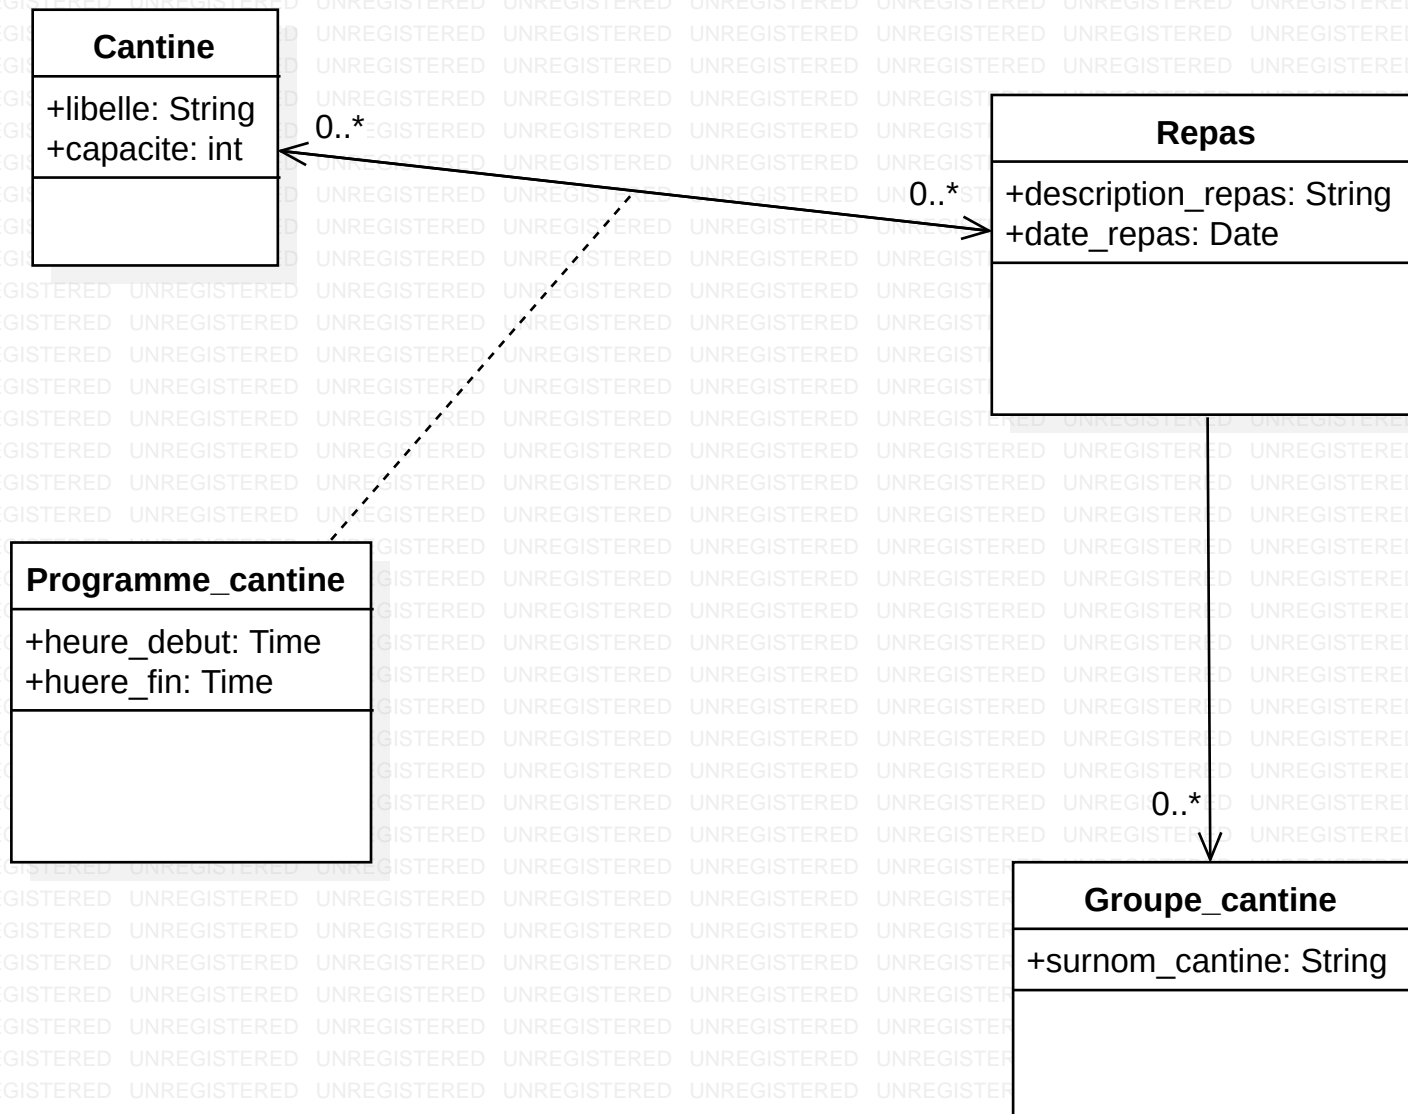 Cantine
+libelle: String
+capacite: int
0..*
0..*
Repas
+description_repas: String
+date_repas: Date
Programme_cantine
+heure_debut: Time
+huere_fin: Time
0..*
Groupe_cantine
+surnom_cantine: String
UNREGISTERED